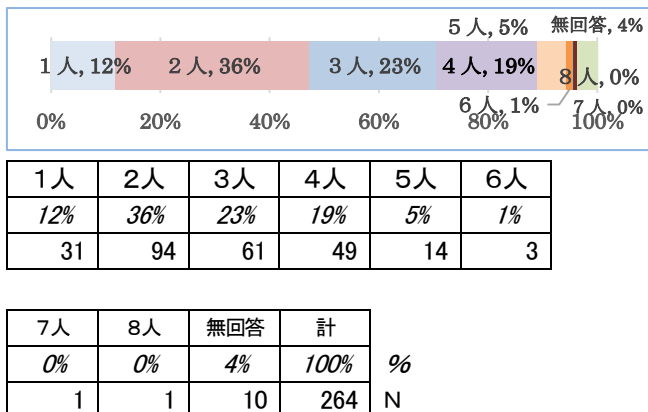 ５人, 5% 無回答, 4%
１人, 12% ２人, 36% ３人, 23% ４人, 19% ８人, 0%
６人, 1% ７人, 0%
0% 20% 40% 60% 80% 100%
１人 ２人 ３人 ４人 ５人 ６人
12% 36% 23% 19% 5% 1%
31 94 61 49 14 3
７人 ８人 無回答 計
0% 0% 4% 100% %
1 1 10 264 N